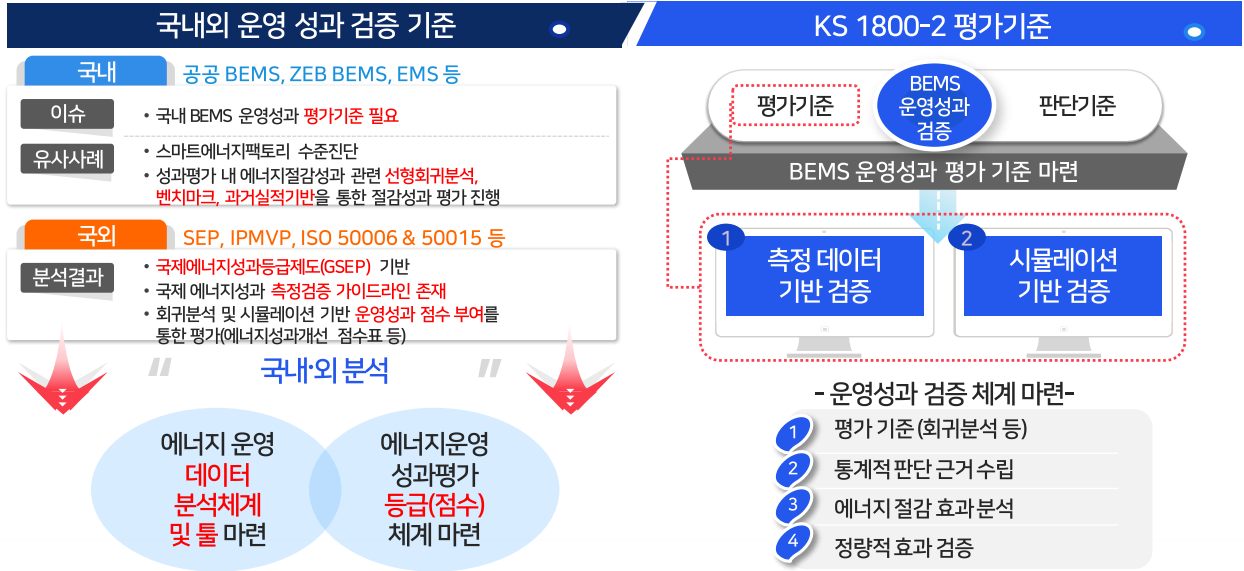 국내외 운영 성과 검증 기준
국내
공공 BEMS, ZEB BEMS, EMS 등
이슈
• 국내 BEMS 운영성과 평가기준 필요
유사사례
• 스마트에너지팩토리 수준진단
• 성과평가 내 에너지절감성과 관련 선형회귀분석,
벤치마크, 과거실적기반을 통한 절감성과 평가 진행
국외
SEP, IPMVP, ISO 50006 & 50015 등
분석결과
• 국제에너지성과등급제도(GSEP) 기반
• 국제 에너지성과 측정검증 가이드라인 존재
• 회귀분석 및 시뮬레이션 기반 운영성과 점수 부여를
통한 평가(에너지성과개선 점수표 등)
" 국내·외 분석 "
에너지 운영
데이터
분석체계
및 툴 마련
에너지운영
성과평가
등급(점수)
체계 마련
KS 1800-2 평가기준
평가기준
BEMS
운영성과
검증
판단기준
BEMS 운영성과 평가 기준 마련
1
측정 데이터
기반 검증
2
시뮬레이션
기반 검증
- 운영성과 검증 체계 마련-
1 평가 기준 (회귀분석 등)
2 통계적 판단 근거 수립
3 에너지 절감 효과 분석
4 정량적 효과 검증